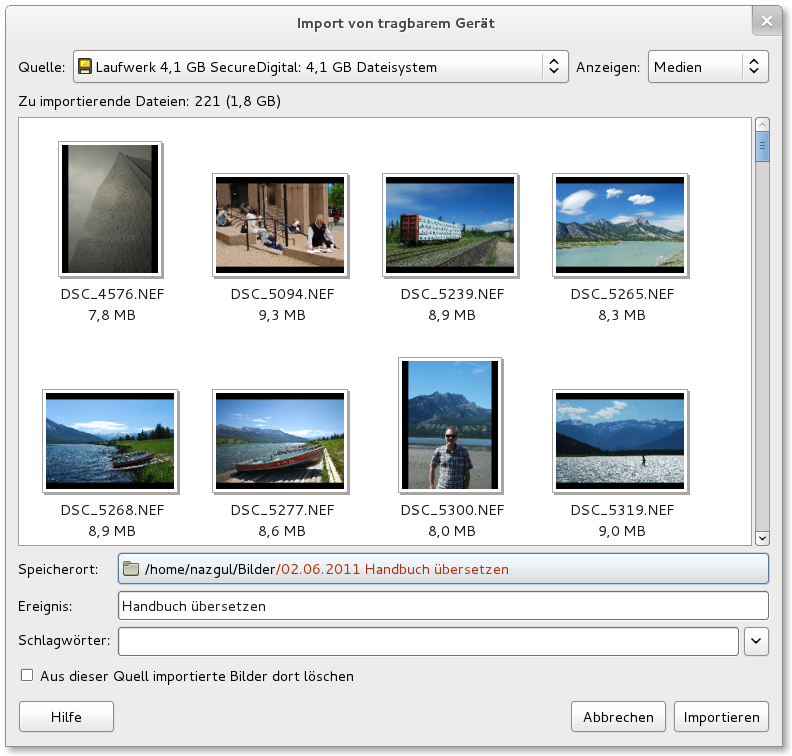 Import von tragbarem Gerät
Quelle: Laufwerk 4,1 GB SecureDigital: 4,1 GB Dateisystem Anzeigen: Medien
Zu importierende Dateien: 221 (1,8 GB)
DSC_4576.NEF DSC_5094.NEF DSC_5239.NEF DSC_5265.NEF
7,8 MB 9,3 MB 8,9 MB 8,3 MB
DSC_5268.NEF DSC_5277.NEF DSC_5300.NEF DSC_5319.NEF
8,9 MB 8,6 MB 8,0 MB 9,0 MB
Speicherort: /home/nazgul/Bilder/02.06.2011 Handbuch übersetzen
Ereignis: Handbuch übersetzen
Schlagwörter:
Aus dieser Quell importierte Bilder dort löschen
Hilfe Abbrechen Importieren